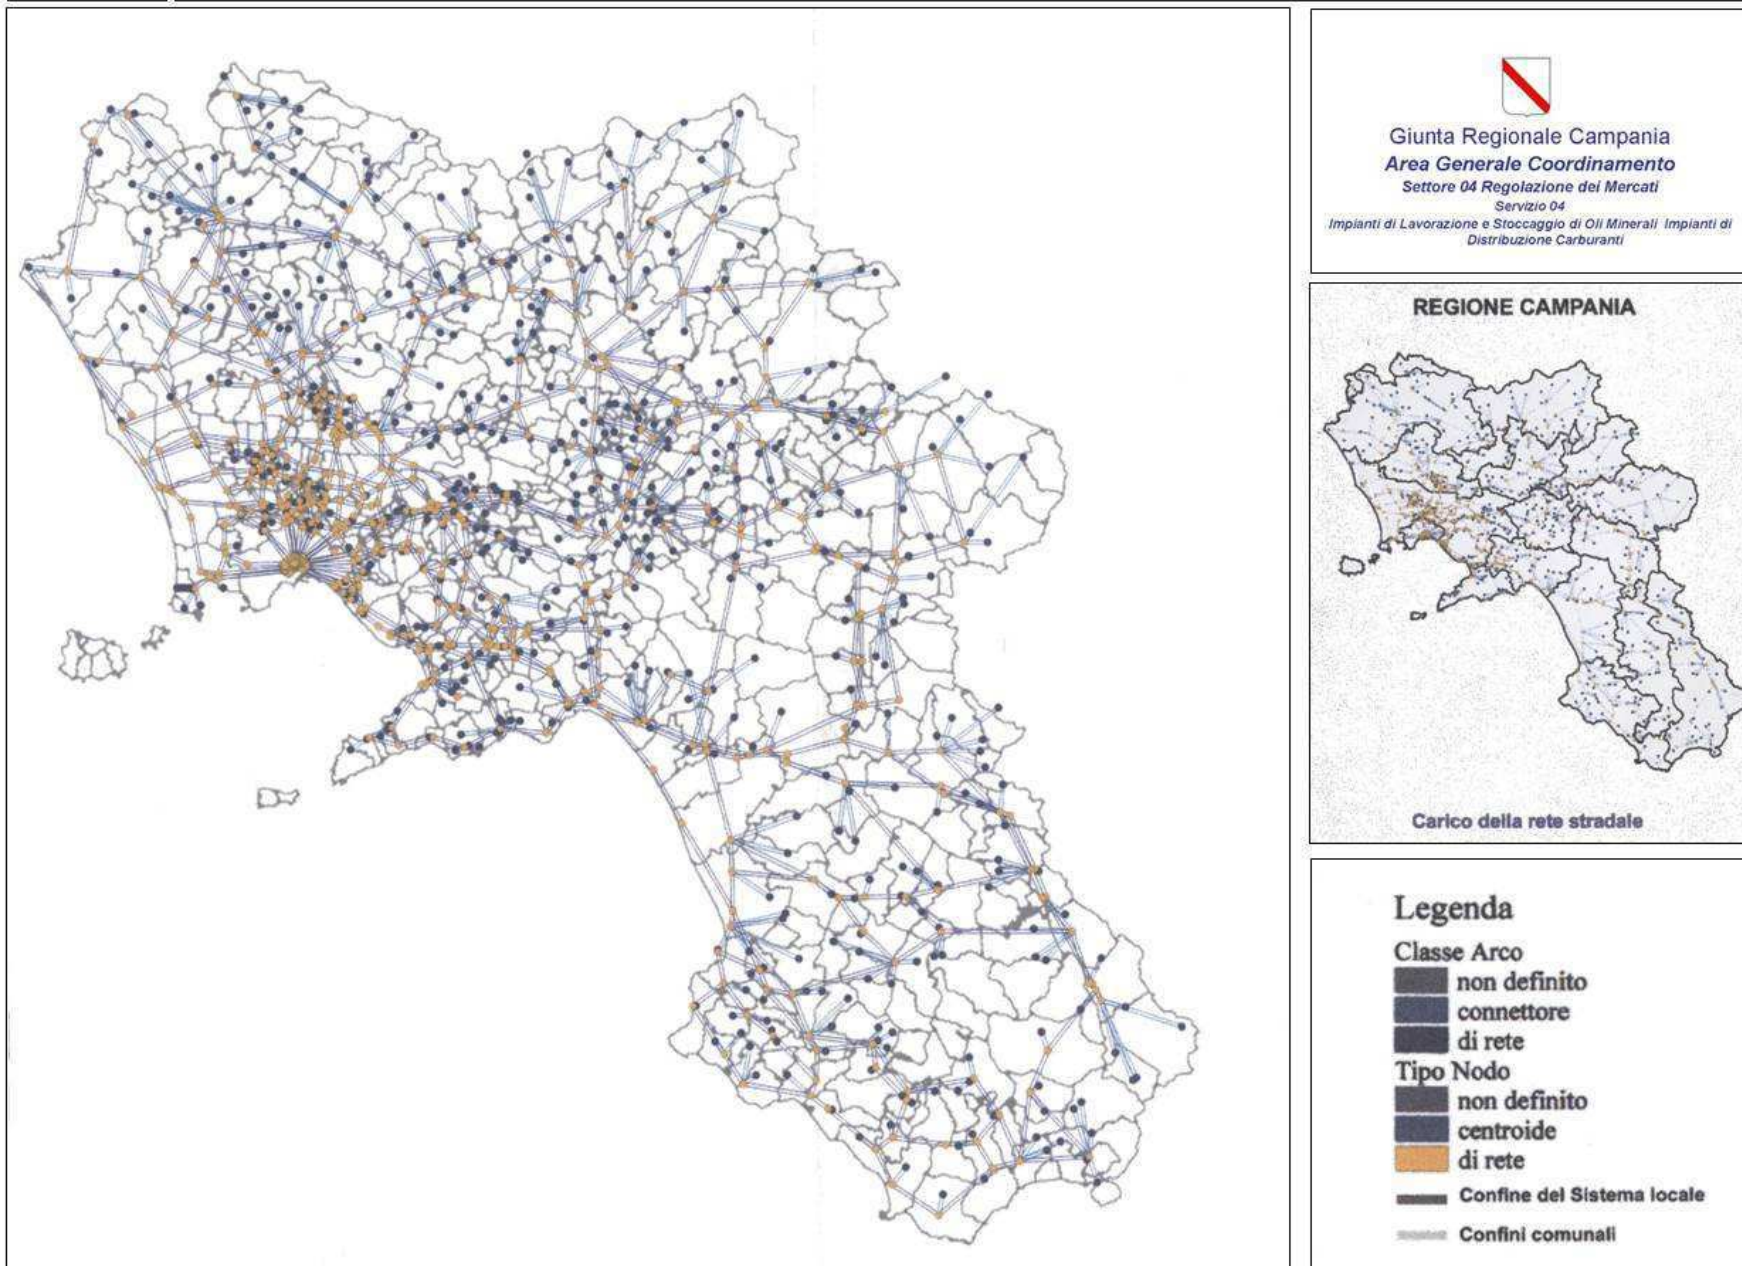 Giunta Regionale Campania
Area Generale Coordinamento
Settore 04 Regolazione dei Mercati
Servizio 04
Impianti di Lavorazione e Stoccaggio di Oli Minerali Impianti di
Distribuzione Carburanti
REGIONE CAMPANIA
Carico della rete stradale
Legenda
Classe Arco
non definito
connettore
di rete
Tipo Nodo
non definito
centroide
di rete
Confine del Sistema locale
Confini comunali